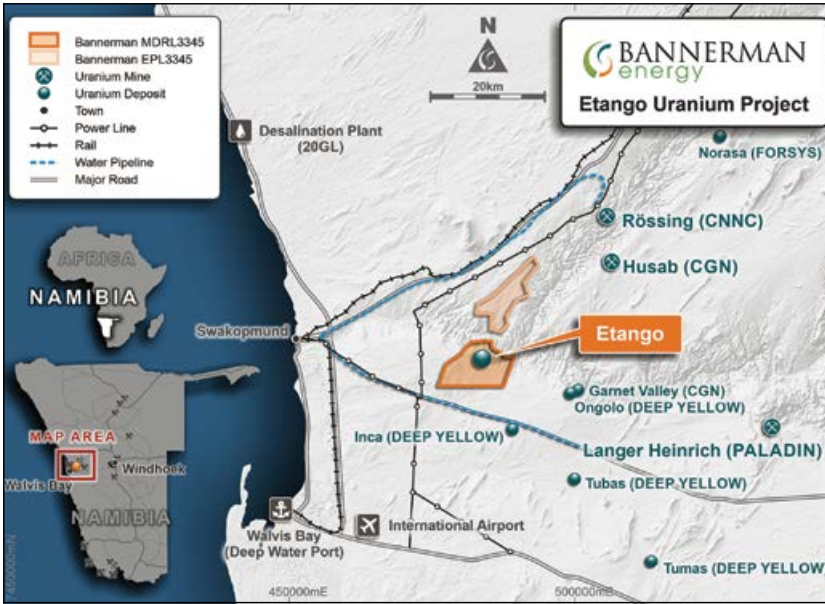 Bannerman MDRL3345
Bannerman EPL3345
Uranium Mine
Uranium Deposit
Town
Power Line
Rail
Water Pipeline
Major Road
N
20km
BANNERMAN
energy
Etango Uranium Project
Desalination Plant
(20GL)
Norasa (FORSYS)
Rössing (CNNC)
Husab (CGN)
AFRICA
NAMIBIA
Swakopmund
Etango
Garnet Valley (CGN)
Ongolo (DEEP YELLOW)
Inca (DEEP YELLOW)
Langer Heinrich (PALADIN)
MAP AREA
Windhoek
Walvis Bay
NAMIBIA
Tubas (DEEP YELLOW)
Walvis Bay
(Deep Water Port)
International Airport
Tumas (DEEP YELLOW)
7450000mN
450000mE
500000mE